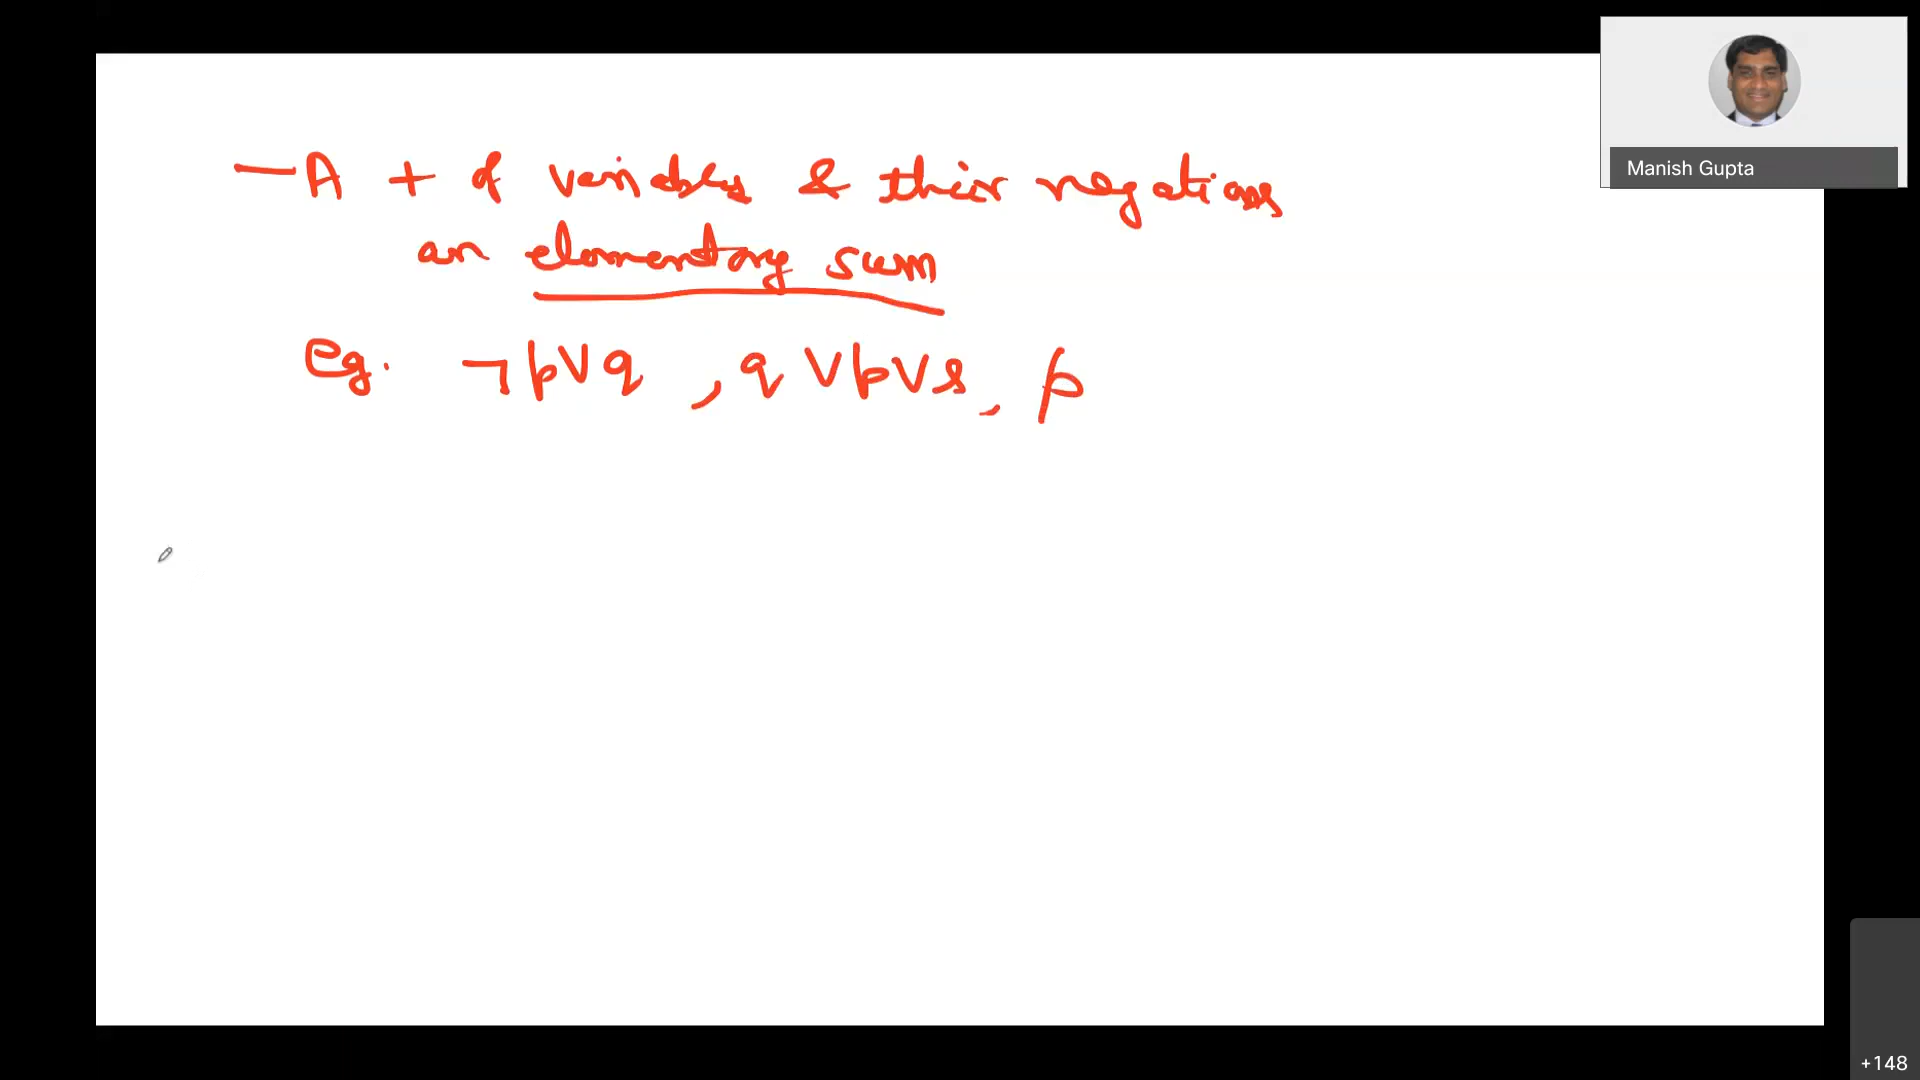 — A + of variables & their negations
an elementary sum
eg. ¬p∨q , q∨p∨s, p
Manish Gupta
+148